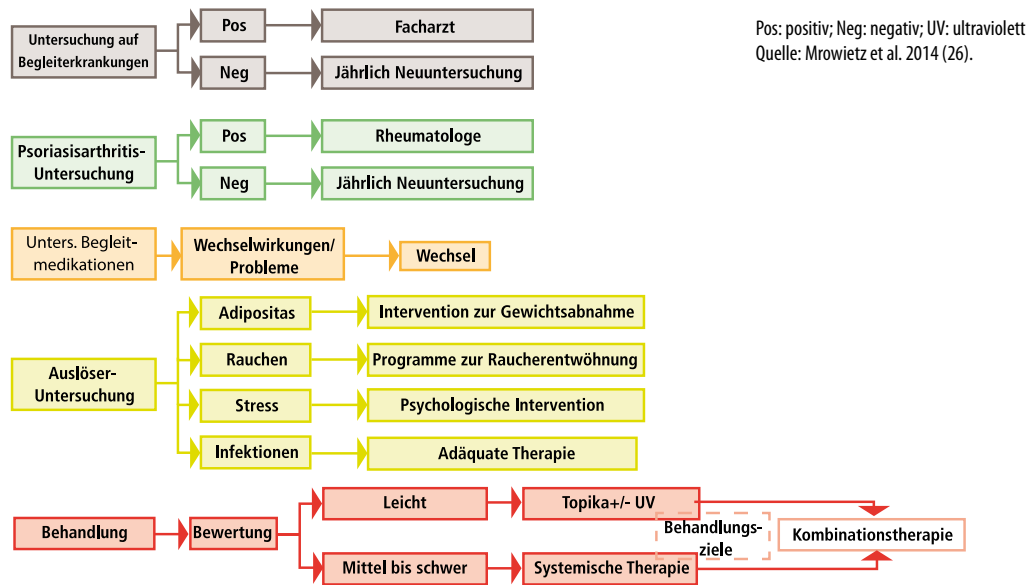 Untersuchung auf
Begleiterkrankungen
Pos
Facharzt
Neg
Jährlich Neuuntersuchung
Pos: positiv; Neg: negativ; UV: ultraviolett
Quelle: Mrowietz et al. 2014 (26).
Psoriasisarthritis-
Untersuchung
Pos
Rheumatologe
Neg
Jährlich Neuuntersuchung
Unters. Begleit-
medikationen
Wechselwirkungen/
Probleme
Wechsel
Auslöser-
Untersuchung
Adipositas
Intervention zur Gewichtsabnahme
Rauchen
Programme zur Raucherentwöhnung
Stress
Psychologische Intervention
Infektionen
Adäquate Therapie
Behandlung
Bewertung
Leicht
Topika+/- UV
Mittel bis schwer
Systemische Therapie
Behandlungs-
ziele
Kombinationstherapie